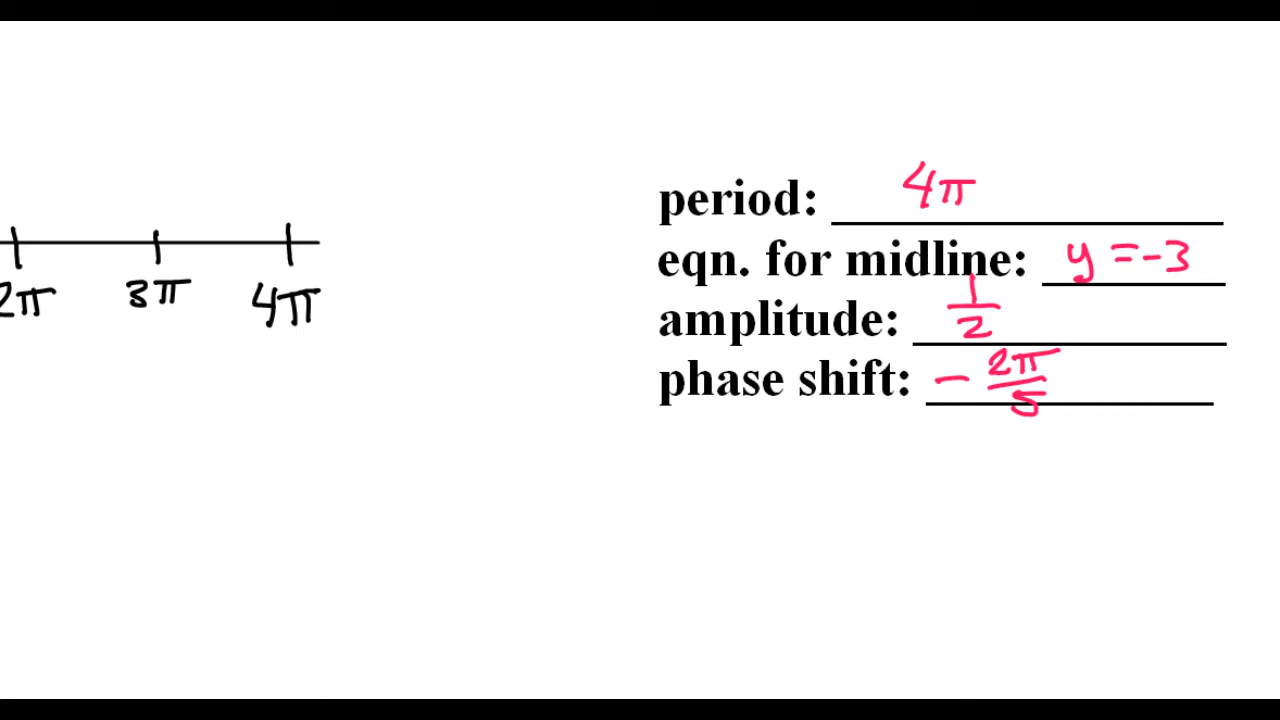 period: 4π
eqn. for midline: y = -3
amplitude: 1/2
phase shift: - 2π/5
2π 3π 4π